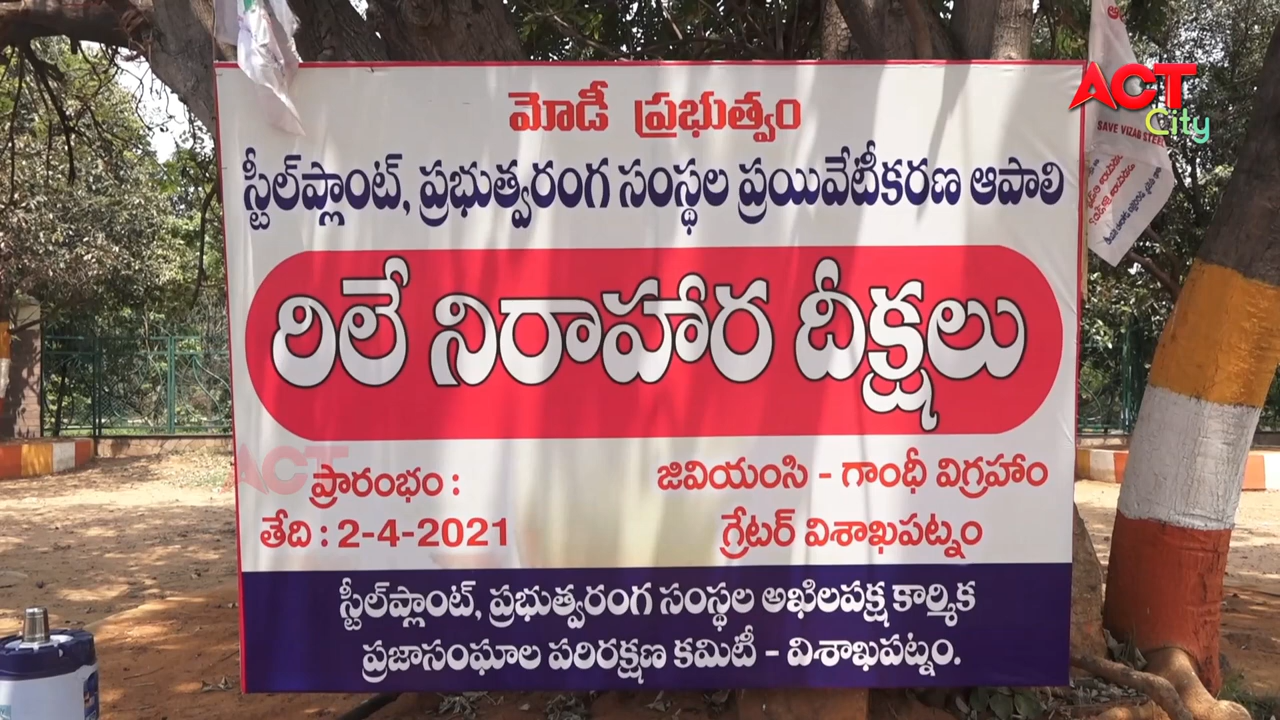 ACT
City
మోడీ ప్రభుత్వం
స్టీల్‌ప్లాంట్, ప్రభుత్వరంగ సంస్థల ప్రయివేటీకరణ ఆపాలి
రిలే నిరాహార దీక్షలు
ACT
ప్రారంభం :
తేది : 2-4-2021
జివియంసి - గాంధీ విగ్రహాం
గ్రేటర్ విశాఖపట్నం
స్టీల్‌ప్లాంట్, ప్రభుత్వరంగ సంస్థల అఖిలపక్ష కార్మిక
ప్రజాసంఘాల పరిరక్షణ కమిటీ - విశాఖపట్నం.
SAVE VIZAG STEEL